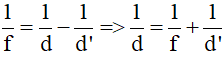 1/f = 1/d - 1/d' => 1/d = 1/f + 1/d'